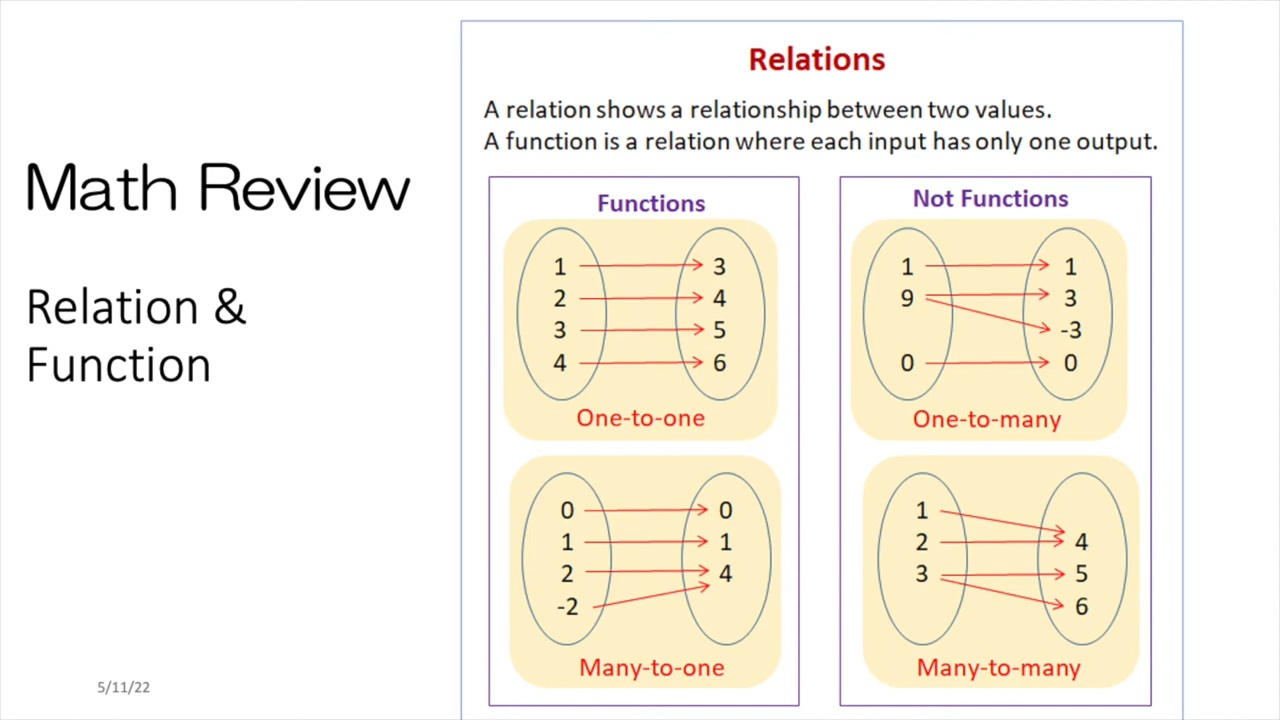 Math Review
Relation &
Function
5/11/22
Relations
A relation shows a relationship between two values.
A function is a relation where each input has only one output.
Functions
1 3
2 4
3 5
4 6
One-to-one
0 0
1 1
2 4
-2
Many-to-one
Not Functions
1 1
9 3
-3
0 0
One-to-many
1
2 4
3 5
6
Many-to-many